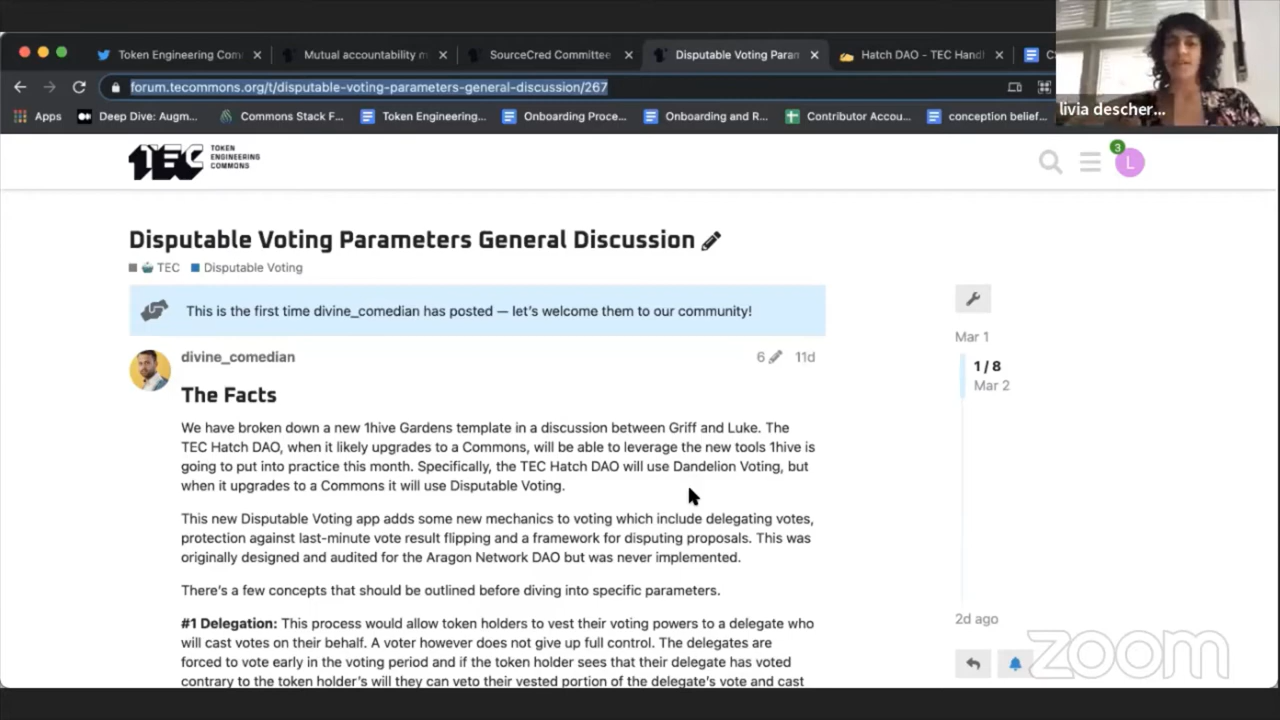 Token Engineering Com
Mutual accountability m
SourceCred Committee
Disputable Voting Param
Hatch DAO - TEC Handl
forum.tecommons.org/t/disputable-voting-parameters-general-discussion/267
Apps
Deep Dive: Augm...
Commons Stack F...
Token Engineering...
Onboarding Proce...
Onboarding and R...
Contributor Accou...
conception belief...
livia descher...
TEC TOKEN
ENGINEERING
COMMONS
3
L
Disputable Voting Parameters General Discussion
TEC Disputable Voting
This is the first time divine_comedian has posted — let's welcome them to our community!
divine_comedian
6 11d
The Facts
We have broken down a new 1hive Gardens template in a discussion between Griff and Luke. The
TEC Hatch DAO, when it likely upgrades to a Commons, will be able to leverage the new tools 1hive is
going to put into practice this month. Specifically, the TEC Hatch DAO will use Dandelion Voting, but
when it upgrades to a Commons it will use Disputable Voting.
This new Disputable Voting app adds some new mechanics to voting which include delegating votes,
protection against last-minute vote result flipping and a framework for disputing proposals. This was
originally designed and audited for the Aragon Network DAO but was never implemented.
There's a few concepts that should be outlined before diving into specific parameters.
#1 Delegation: This process would allow token holders to vest their voting powers to a delegate who
will cast votes on their behalf. A voter however does not give up full control. The delegates are
forced to vote early in the voting period and if the token holder sees that their delegate has voted
contrary to the token holder's will they can veto their vested portion of the delegate's vote and cast
Mar 1
1 / 8
Mar 2
2d ago
zoom